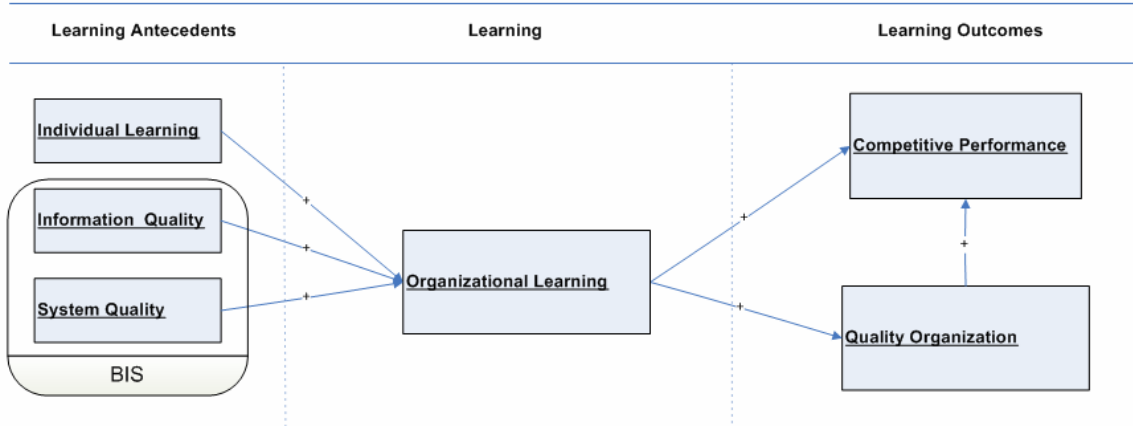 Learning Antecedents
Learning
Learning Outcomes
Individual Learning
Information Quality
System Quality
BIS
+
+
+
Organizational Learning
+
+
Competitive Performance
+
Quality Organization